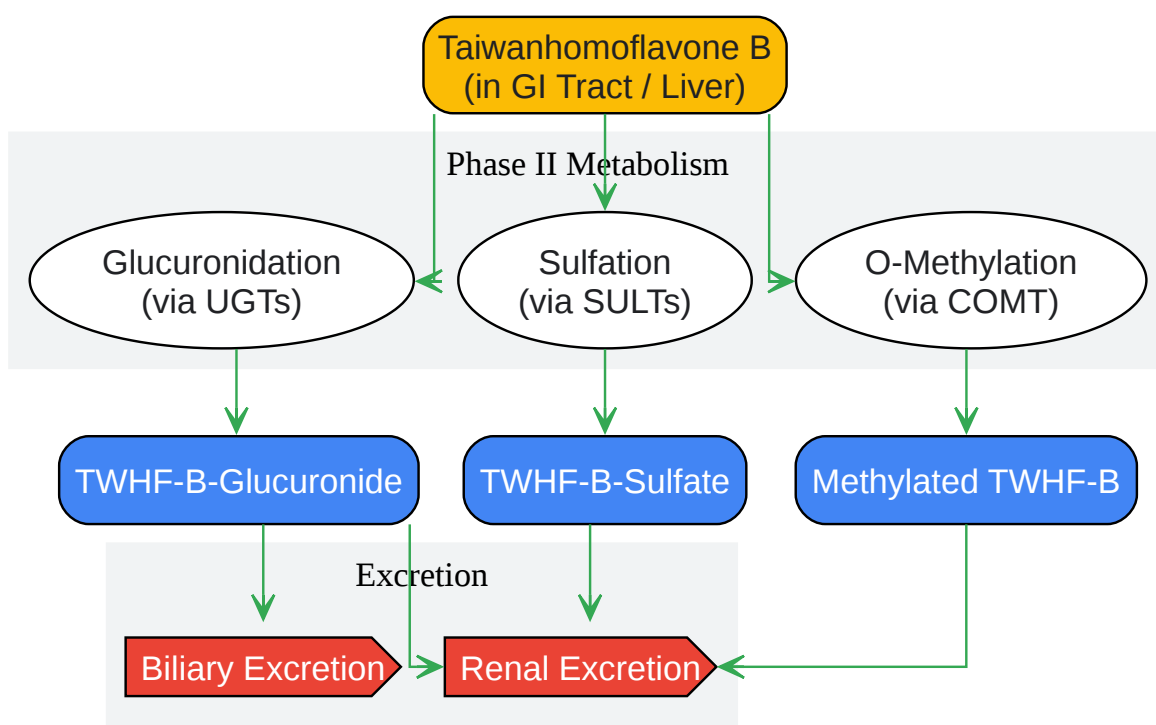 Taiwanhomoflavone B
(in GI Tract / Liver)
Phase II Metabolism
Glucuronidation
(via UGTs)
Sulfation
(via SULTs)
O-Methylation
(via COMT)
TWHF-B-Glucuronide
TWHF-B-Sulfate
Methylated TWHF-B
Excretion
Biliary Excretion
Renal Excretion